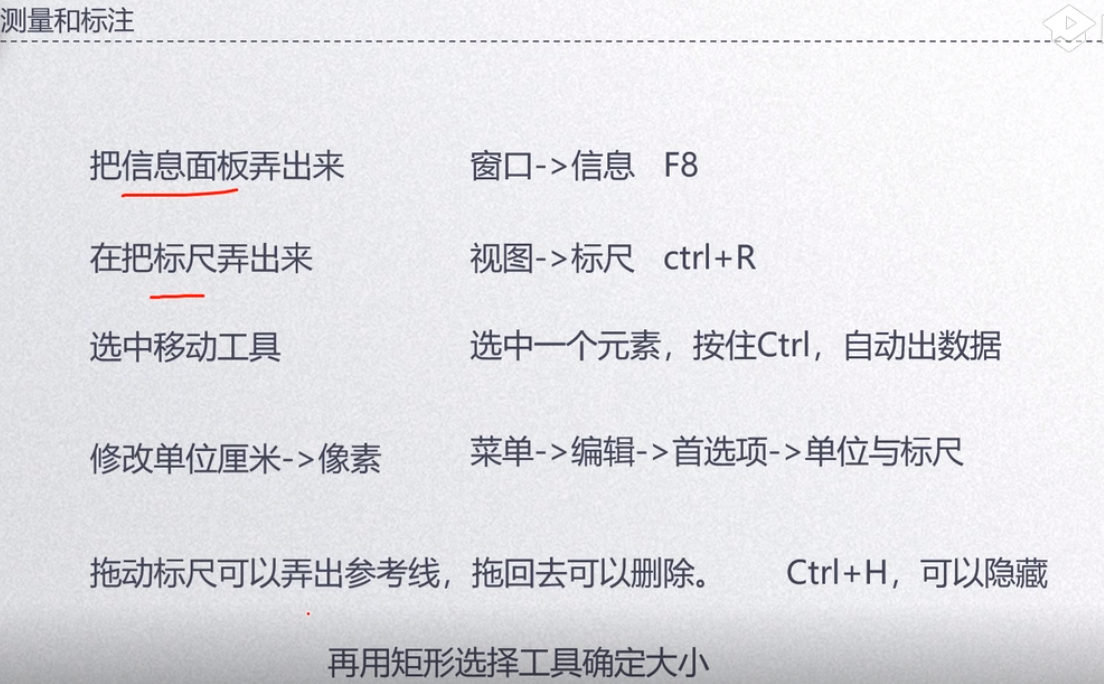 测量和标注
把信息面板弄出来 窗口->信息 F8
在把标尺弄出来 视图->标尺 ctrl+R
选中移动工具 选中一个元素，按住Ctrl，自动出数据
修改单位厘米->像素 菜单->编辑->首选项->单位与标尺
拖动标尺可以弄出参考线，拖回去可以删除。 Ctrl+H，可以隐藏
再用矩形选择工具确定大小